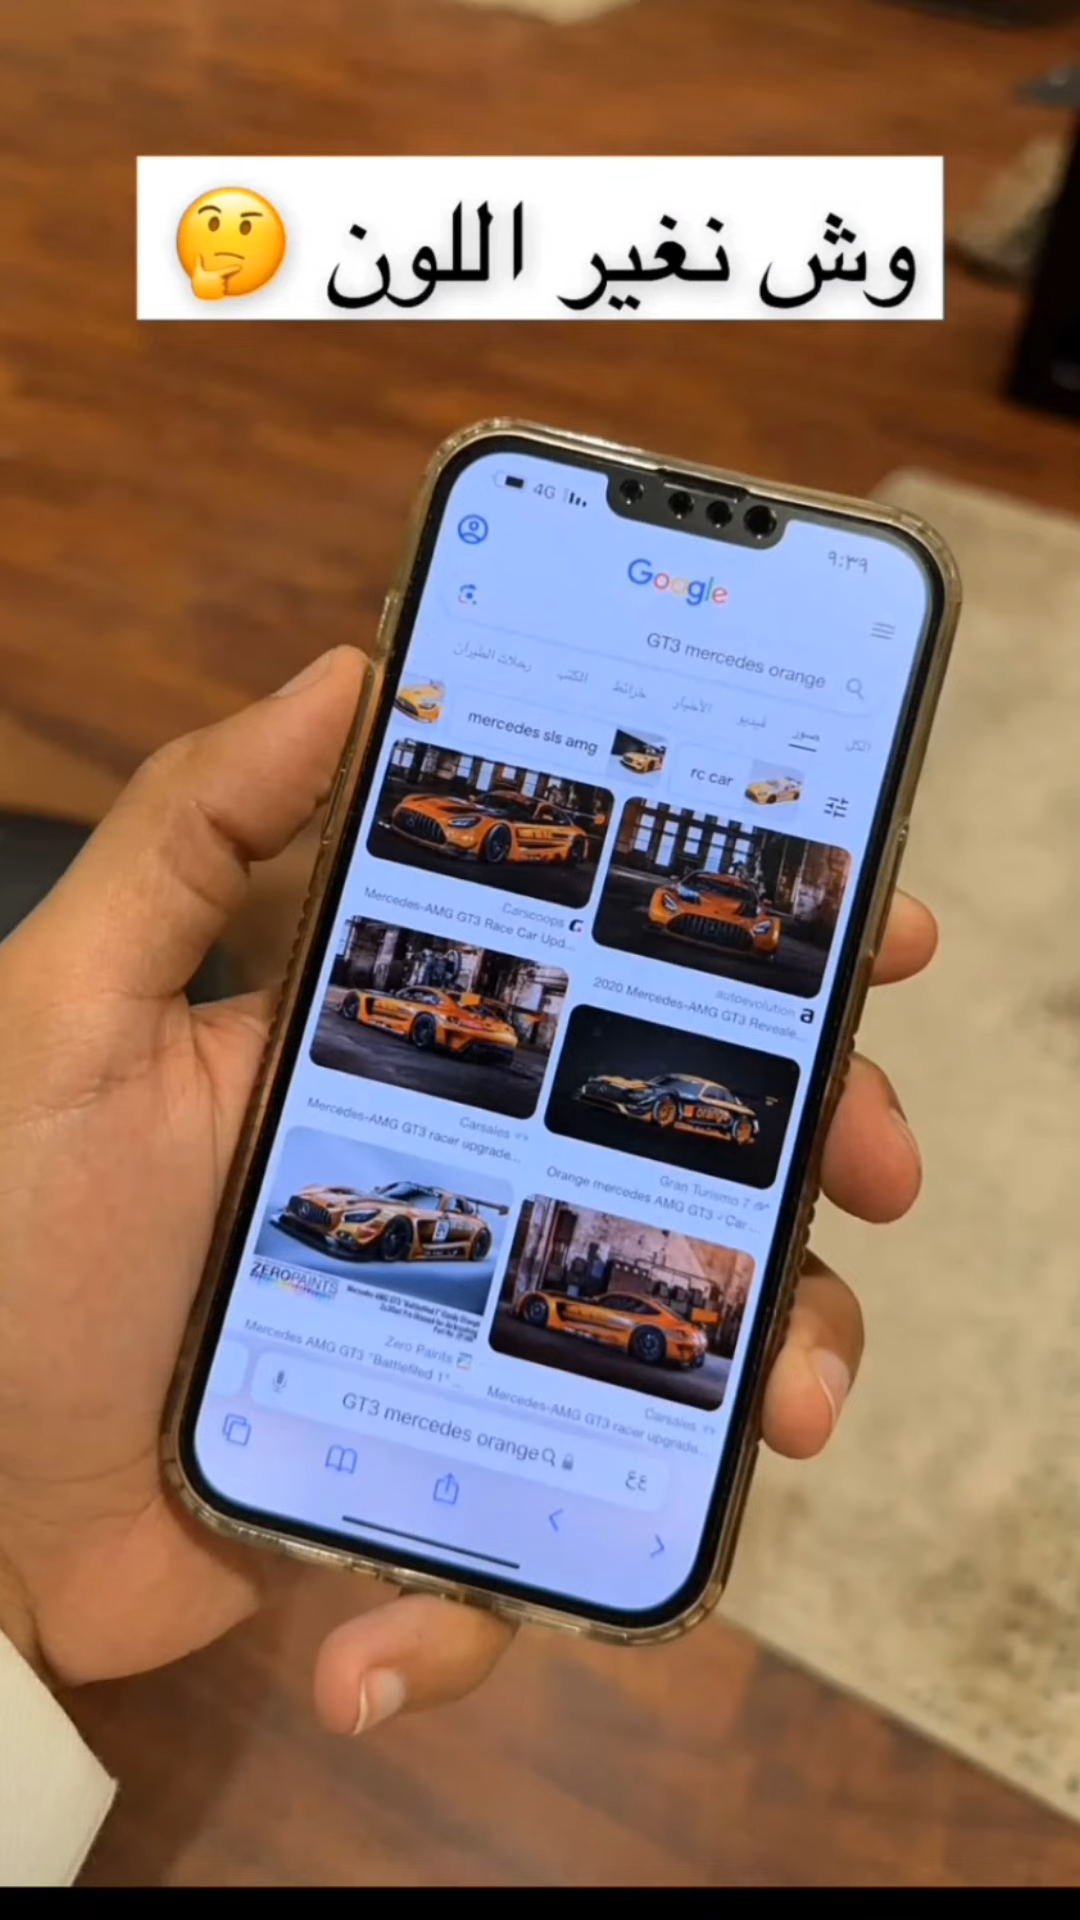 وش نغير اللون 🤔
4G
٩:٣٩
Google
GT3 mercedes orange
الكل صور فيديو الأخبار خرائط الكتب رحلات الطيران
mercedes sls amg
rc car
Carscoops
Mercedes-AMG GT3 Race Car Upd...
autoevolution
2020 Mercedes-AMG GT3 Reveale...
Carsales
Mercedes-AMG GT3 racer upgrade...
orange
Gran Turismo 7
Orange mercedes AMG GT3 - Car ...
ZEROPAINTS
Zero Paints
Mercedes AMG GT3 "Battlefiled 1" ...
Carsales
Mercedes-AMG GT3 racer upgrade...
GT3 mercedes orange
عع